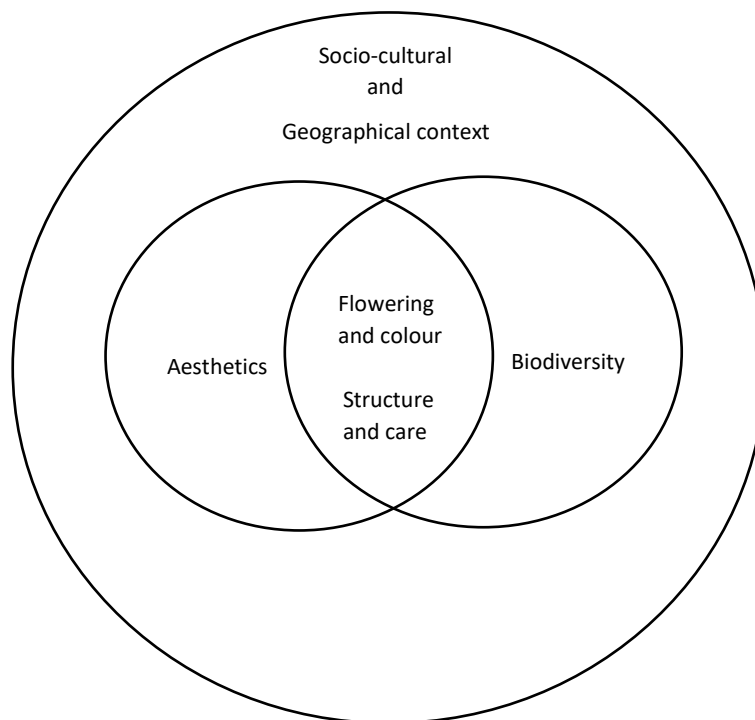 Socio-cultural
and
Geographical context
Flowering
and colour
Aesthetics
Biodiversity
Structure
and care